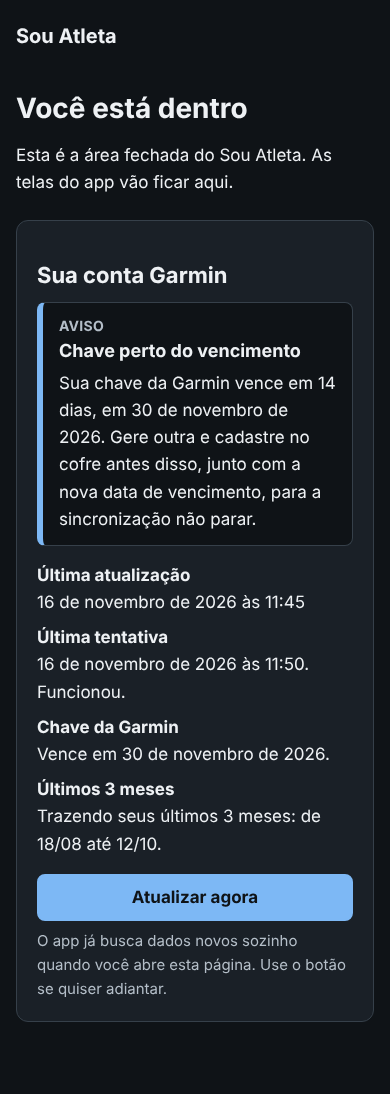 Sou Atleta
Você está dentro
Esta é a área fechada do Sou Atleta. As
telas do app vão ficar aqui.
Sua conta Garmin
AVISO
Chave perto do vencimento
Sua chave da Garmin vence em 14
dias, em 30 de novembro de
2026. Gere outra e cadastre no
cofre antes disso, junto com a
nova data de vencimento, para a
sincronização não parar.
Última atualização
16 de novembro de 2026 às 11:45
Última tentativa
16 de novembro de 2026 às 11:50.
Funcionou.
Chave da Garmin
Vence em 30 de novembro de 2026.
Últimos 3 meses
Trazendo seus últimos 3 meses: de
18/08 até 12/10.
Atualizar agora
O app já busca dados novos sozinho
quando você abre esta página. Use o botão
se quiser adiantar.